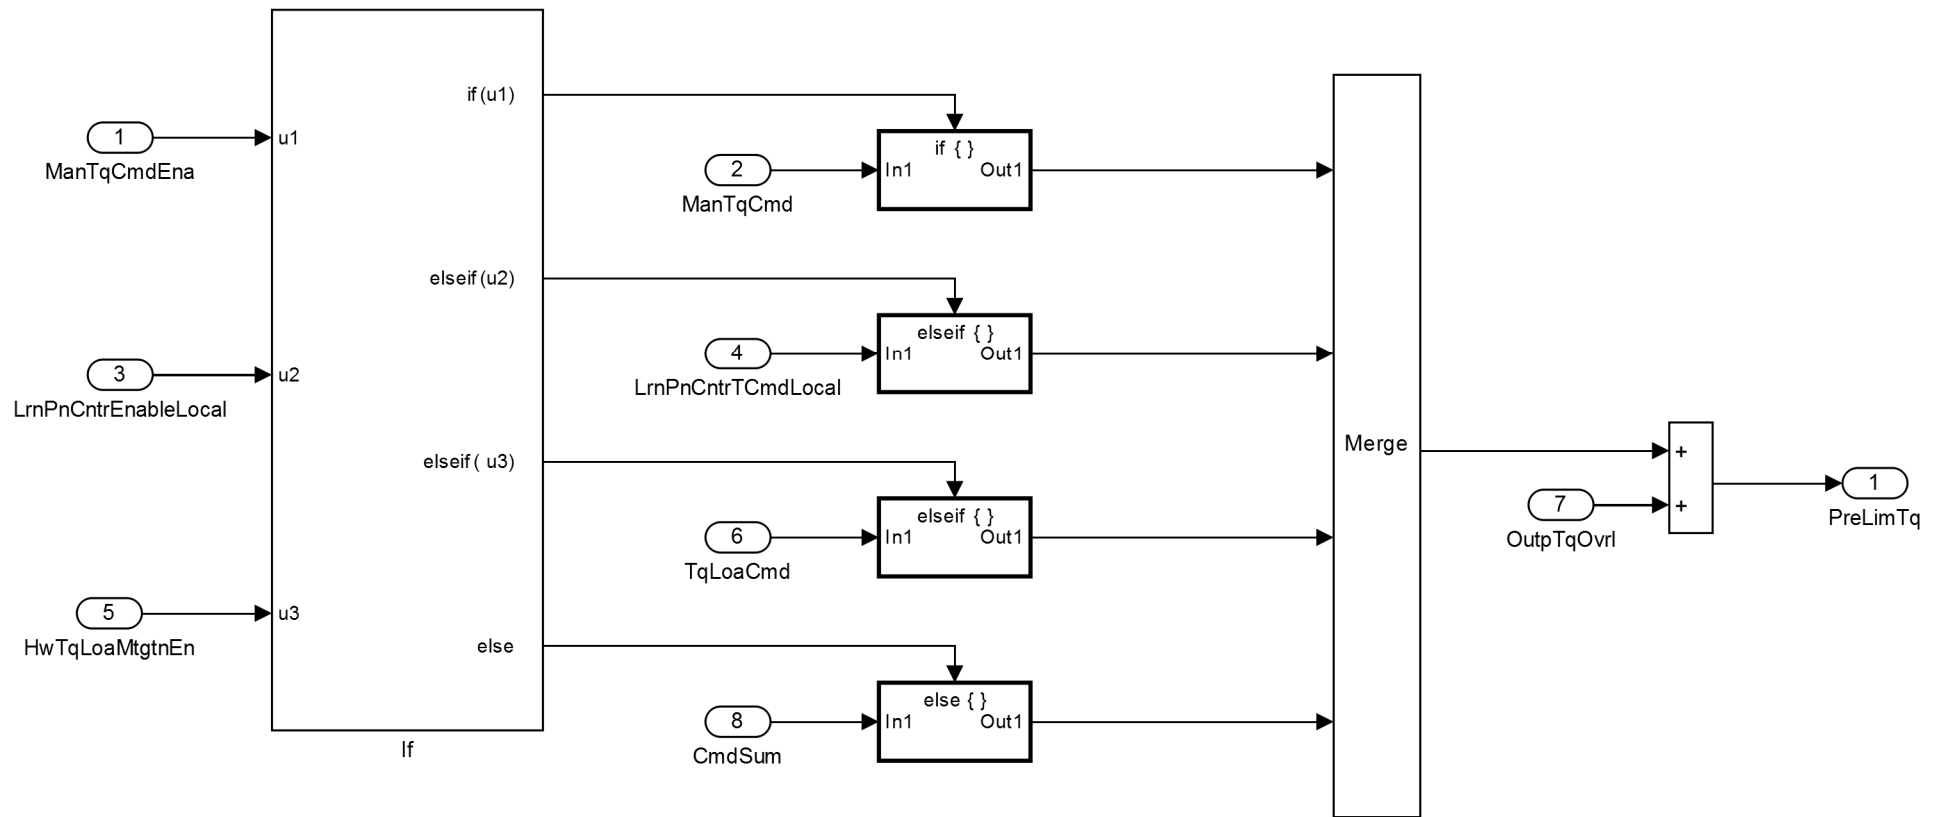 if(u1)
1
u1
ManTqCmdEna
if { }
2
In1
Out1
ManTqCmd
elseif(u2)
elseif { }
4
In1
Out1
LrnPnCntrTCmdLocal
3
u2
LrnPnCntrEnableLocal
Merge
+
elseif( u3)
1
7
+
PreLimTq
elseif { }
OutpTqOvrl
6
In1
Out1
TqLoaCmd
5
u3
HwTqLoaMtgtnEn
else
else { }
8
In1
Out1
CmdSum
If